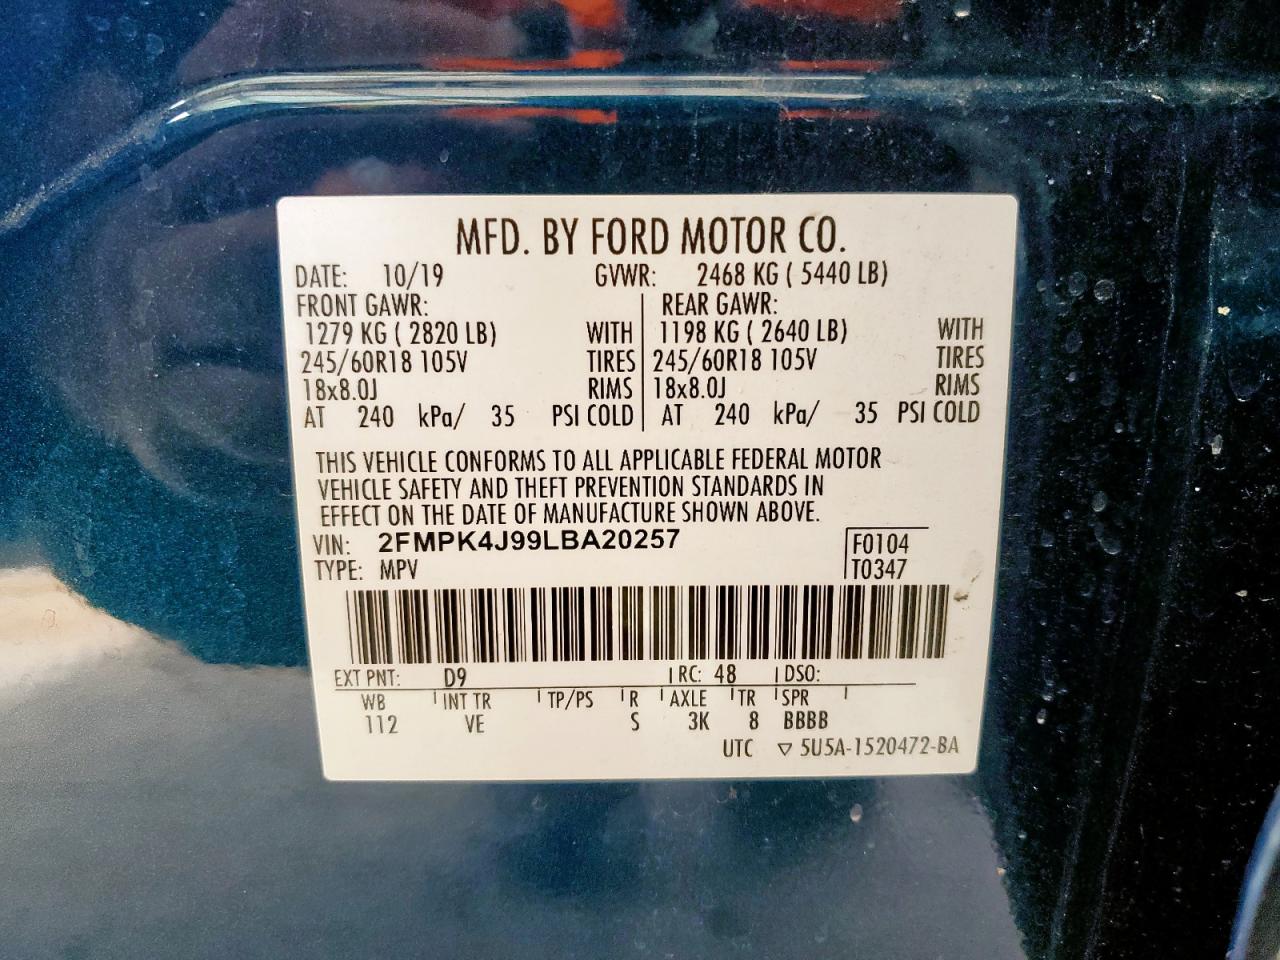 MFD. BY FORD MOTOR CO.
DATE: 10/19 GVWR: 2468 KG ( 5440 LB)
FRONT GAWR: REAR GAWR:
1279 KG ( 2820 LB) WITH 1198 KG ( 2640 LB) WITH
245/60R18 105V TIRES 245/60R18 105V TIRES
18x8.0J RIMS 18x8.0J RIMS
AT 240 kPa/ 35 PSI COLD AT 240 kPa/ 35 PSI COLD
THIS VEHICLE CONFORMS TO ALL APPLICABLE FEDERAL MOTOR
VEHICLE SAFETY AND THEFT PREVENTION STANDARDS IN
EFFECT ON THE DATE OF MANUFACTURE SHOWN ABOVE.
VIN: 2FMPK4J99LBA20257 F0104
TYPE: MPV T0347
EXT PNT: D9 RC: 48 DSO:
WB INT TR TP/PS R AXLE TR SPR
112 VE S 3K 8 BBBB
UTC ▽ 5U5A-1520472-BA